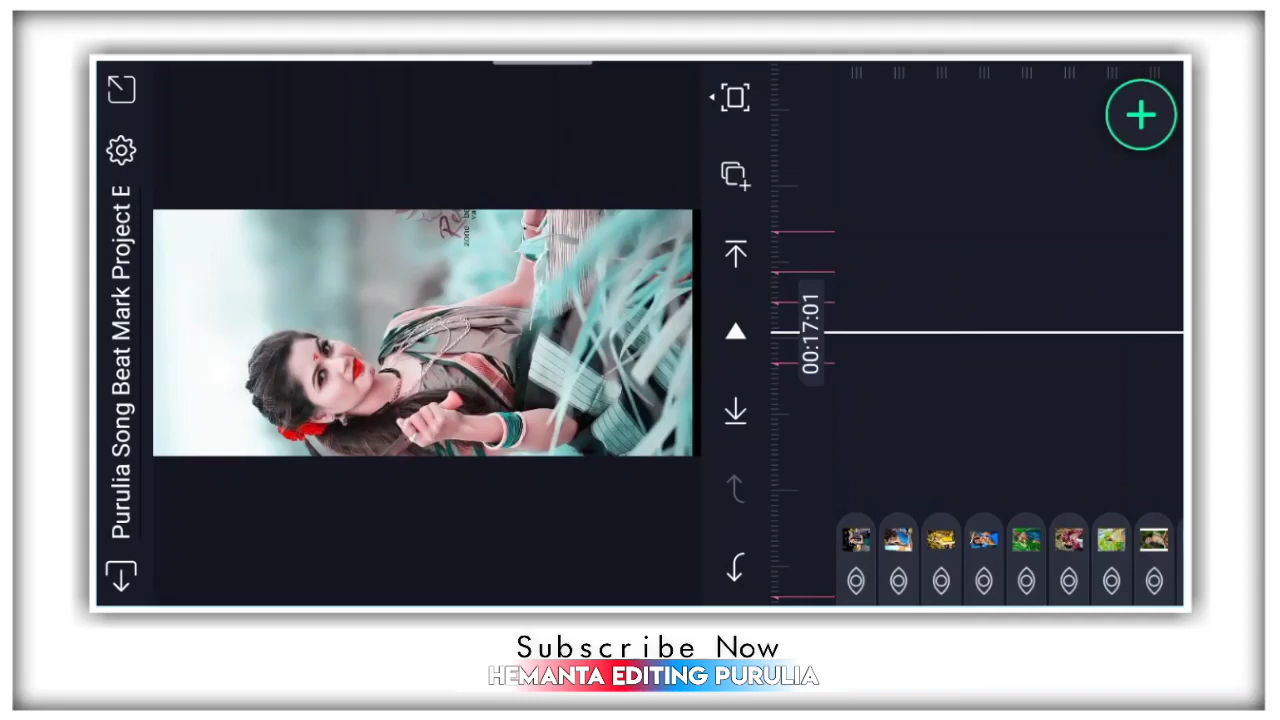 Purulia Song Beat Mark Project E
00:17:01
Subscribe Now
HEMANTA EDITING PURULIA